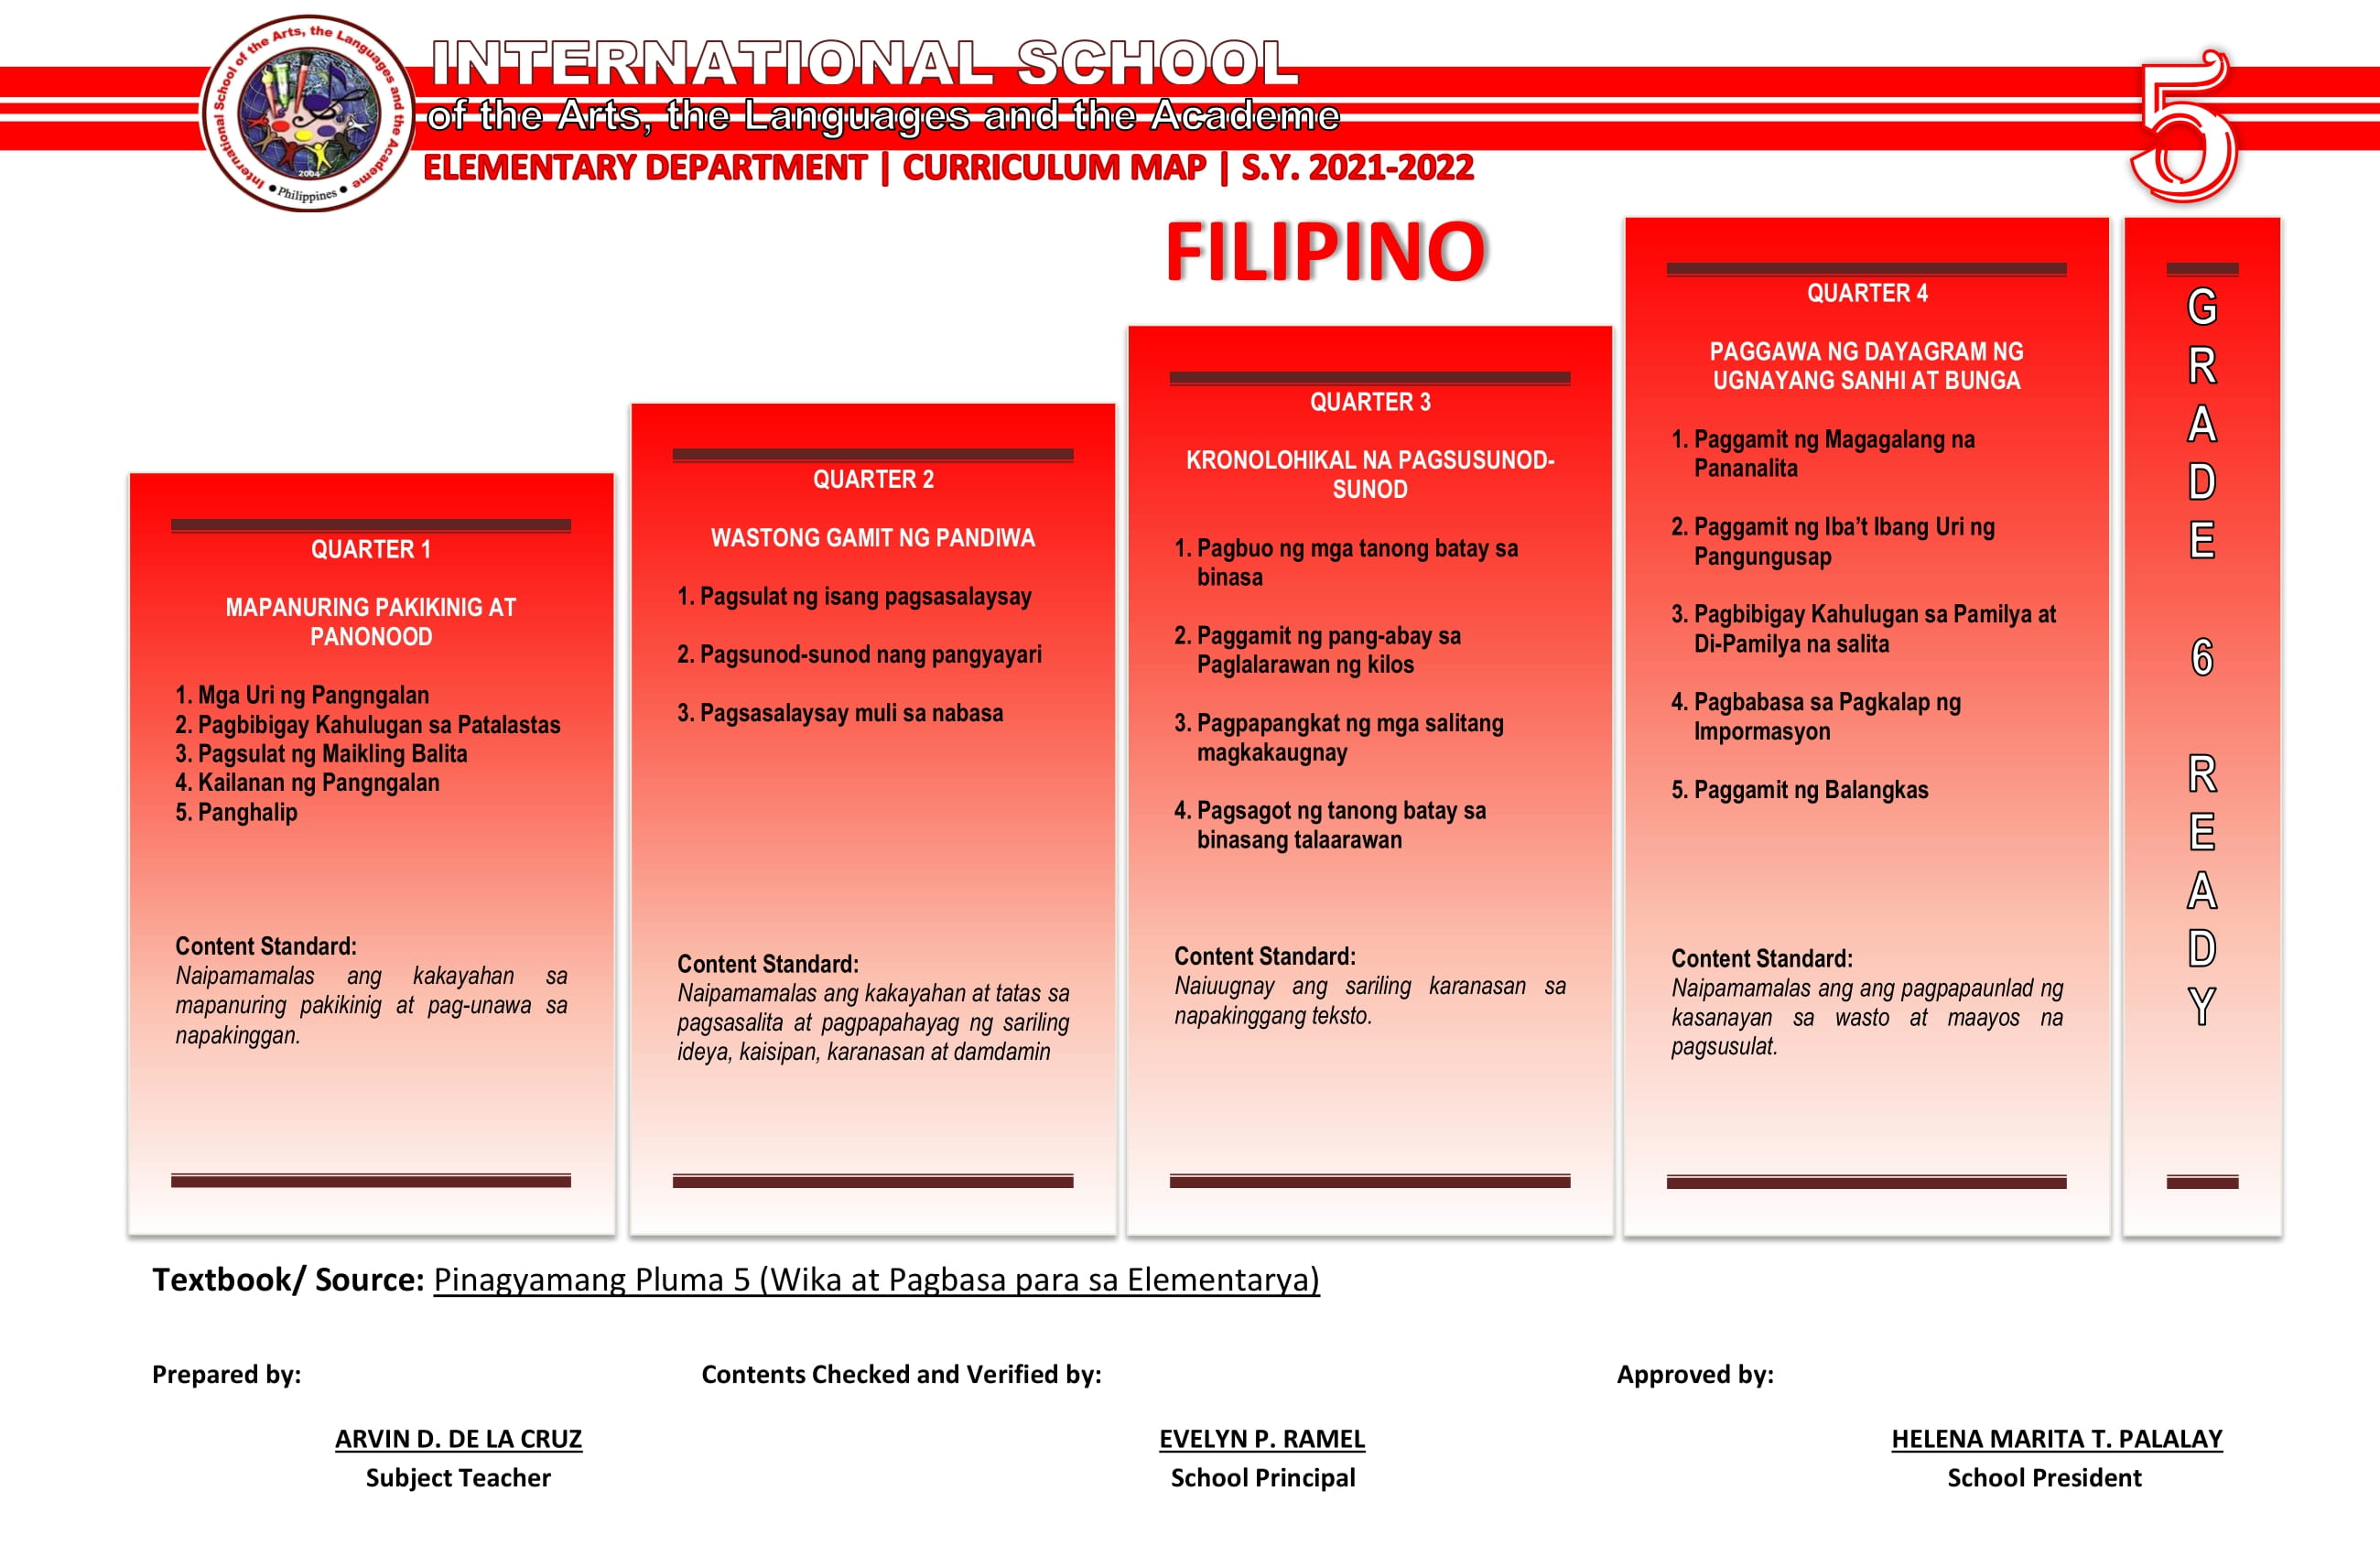 International School of the Arts, the Languages and the Academe
2004
• Philippines •
INTERNATIONAL SCHOOL
of the Arts, the Languages and the Academe
ELEMENTARY DEPARTMENT | CURRICULUM MAP | S.Y. 2021-2022
5
FILIPINO
QUARTER 1
MAPANURING PAKIKINIG AT
PANONOOD
1. Mga Uri ng Pangngalan
2. Pagbibigay Kahulugan sa Patalastas
3. Pagsulat ng Maikling Balita
4. Kailanan ng Pangngalan
5. Panghalip
Content Standard:
Naipamamalas ang kakayahan sa
mapanuring pakikinig at pag-unawa sa
napakinggan.
QUARTER 2
WASTONG GAMIT NG PANDIWA
1. Pagsulat ng isang pagsasalaysay
2. Pagsunod-sunod nang pangyayari
3. Pagsasalaysay muli sa nabasa
Content Standard:
Naipamamalas ang kakayahan at tatas sa
pagsasalita at pagpapahayag ng sariling
ideya, kaisipan, karanasan at damdamin
QUARTER 3
KRONOLOHIKAL NA PAGSUSUNOD-
SUNOD
1. Pagbuo ng mga tanong batay sa
binasa
2. Paggamit ng pang-abay sa
Paglalarawan ng kilos
3. Pagpapangkat ng mga salitang
magkakaugnay
4. Pagsagot ng tanong batay sa
binasang talaarawan
Content Standard:
Naiuugnay ang sariling karanasan sa
napakinggang teksto.
QUARTER 4
PAGGAWA NG DAYAGRAM NG
UGNAYANG SANHI AT BUNGA
1. Paggamit ng Magagalang na
Pananalita
2. Paggamit ng Iba’t Ibang Uri ng
Pangungusap
3. Pagbibigay Kahulugan sa Pamilya at
Di-Pamilya na salita
4. Pagbabasa sa Pagkalap ng
Impormasyon
5. Paggamit ng Balangkas
Content Standard:
Naipamamalas ang ang pagpapaunlad ng
kasanayan sa wasto at maayos na
pagsusulat.
GRADE 6 READY
Textbook/ Source: Pinagyamang Pluma 5 (Wika at Pagbasa para sa Elementarya)
Prepared by:
ARVIN D. DE LA CRUZ
Subject Teacher
Contents Checked and Verified by:
EVELYN P. RAMEL
School Principal
Approved by:
HELENA MARITA T. PALALAY
School President